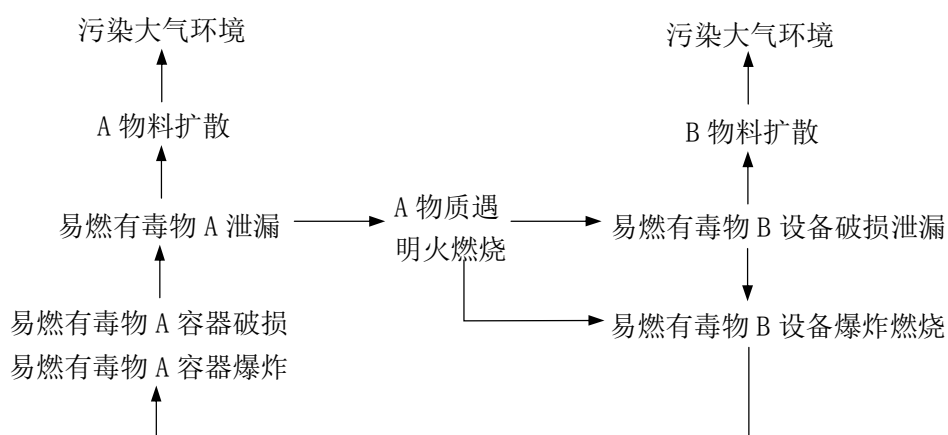 污染大气环境
污染大气环境
A 物料扩散
B 物料扩散
易燃有毒物 A 泄漏
A 物质遇
明火燃烧
易燃有毒物 B 设备破损泄漏
易燃有毒物 A 容器破损
易燃有毒物 B 设备爆炸燃烧
易燃有毒物 A 容器爆炸